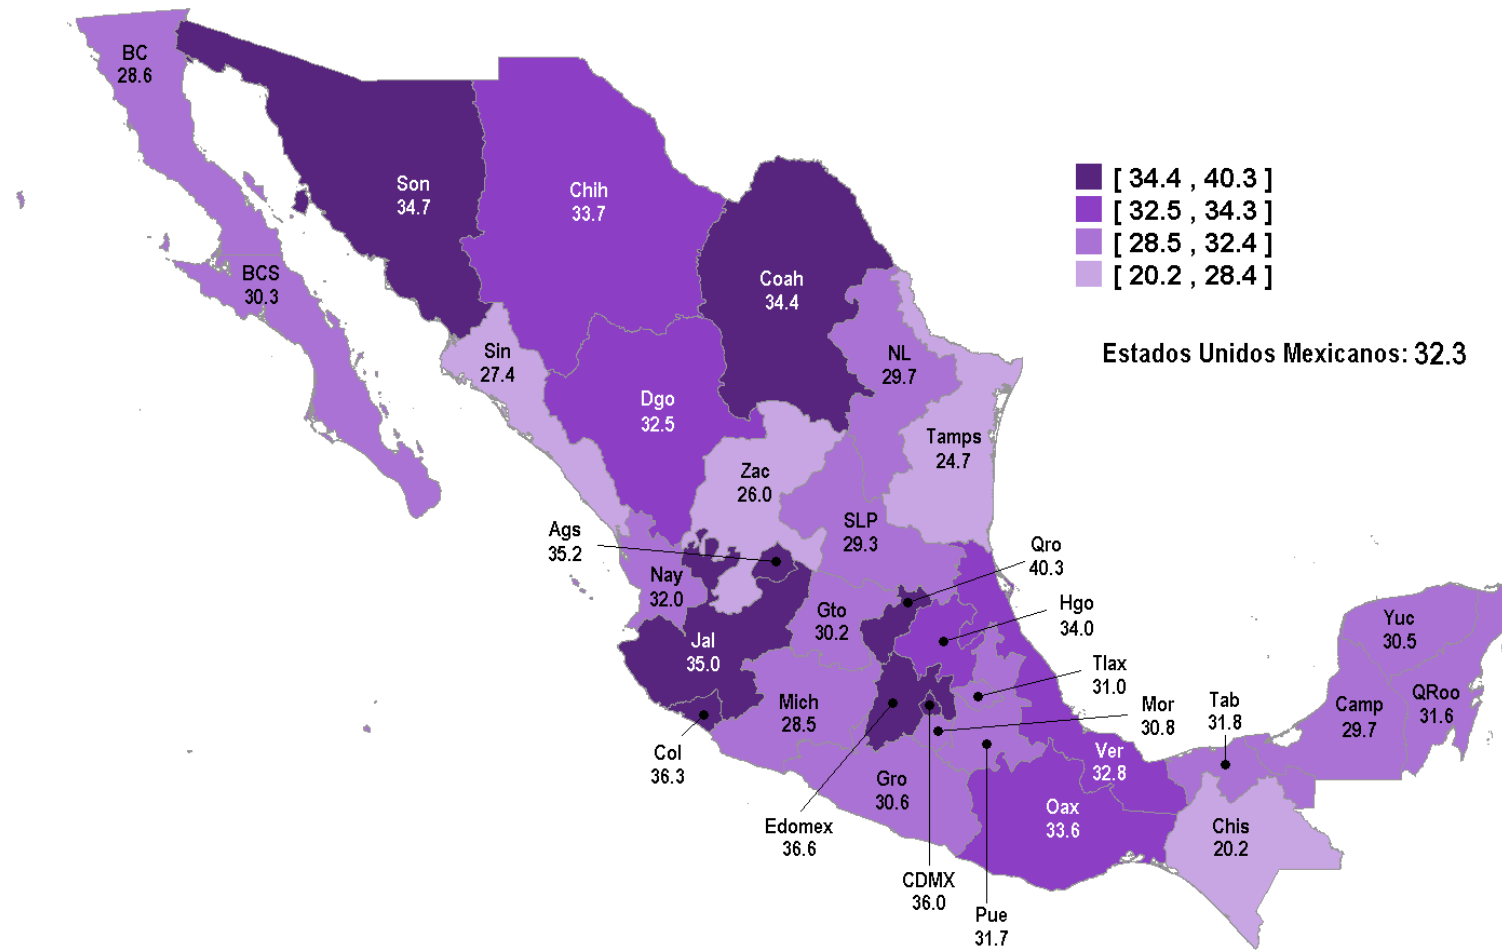 BC
28.6
Son
34.7
Chih
33.7
[ 34.4 , 40.3 ]
[ 32.5 , 34.3 ]
[ 28.5 , 32.4 ]
[ 20.2 , 28.4 ]
BCS
30.3
Coah
34.4
Estados Unidos Mexicanos: 32.3
Sin
27.4
NL
29.7
Dgo
32.5
Tamps
24.7
Zac
26.0
Ags
35.2
SLP
29.3
Qro
40.3
Nay
32.0
Gto
30.2
Hgo
34.0
Yuc
30.5
Jal
35.0
Tlax
31.0
Mich
28.5
Mor
30.8
Tab
31.8
Camp
29.7
QRoo
31.6
Col
36.3
Ver
32.8
Gro
30.6
Oax
33.6
Edomex
36.6
Chis
20.2
CDMX
36.0
Pue
31.7